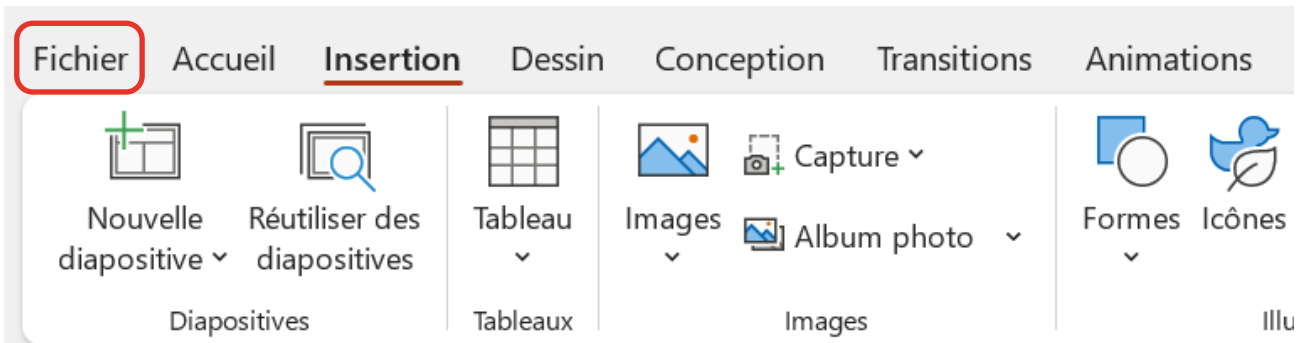 Fichier Accueil Insertion Dessin Conception Transitions Animations
Nouvelle diapositive
Réutiliser des diapositives
Tableau
Images
Capture
Album photo
Formes
Icônes
Diapositives Tableaux Images Illu